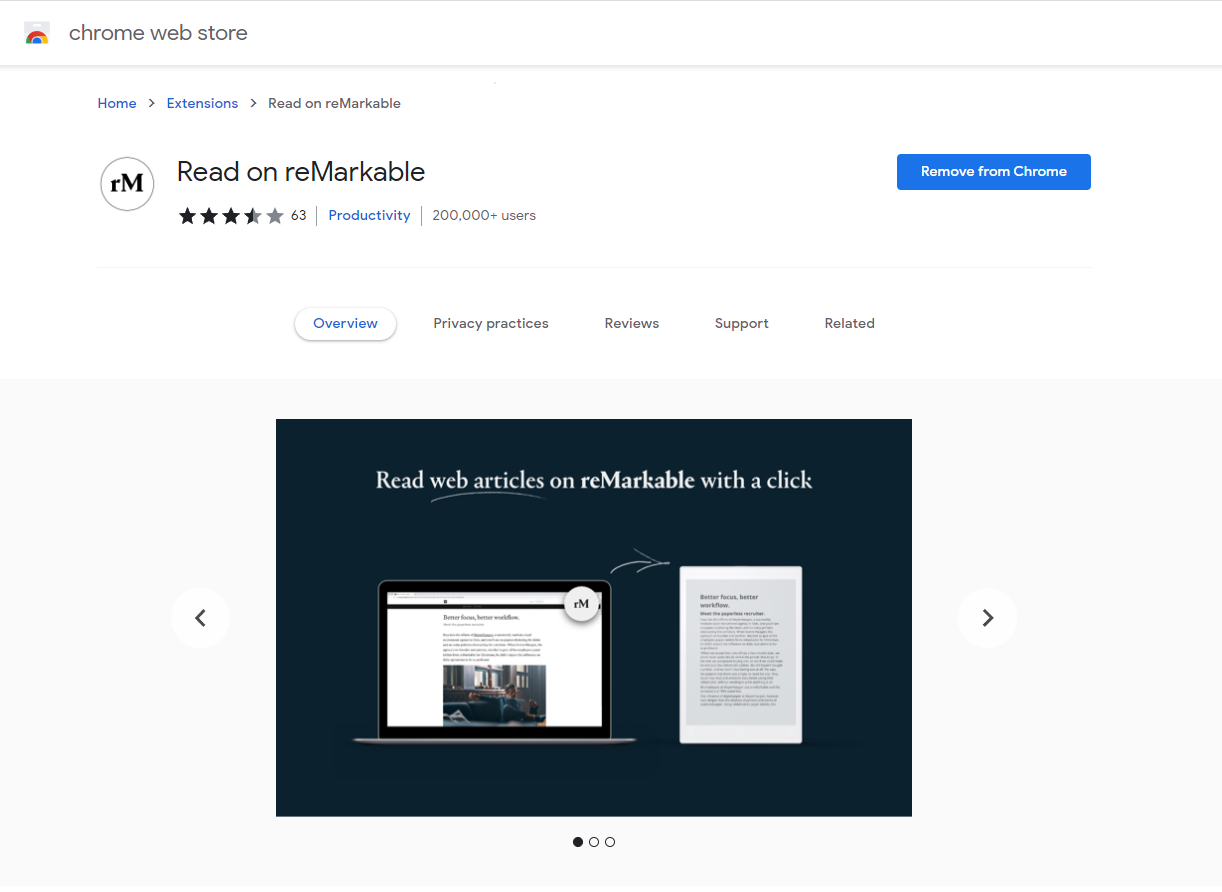 chrome web store
Home > Extensions > Read on reMarkable
rM
Read on reMarkable
Remove from Chrome
63 Productivity 200,000+ users
Overview Privacy practices Reviews Support Related
Read web articles on reMarkable with a click
rM
Better focus, better workflow.
Better focus, better
workflow.
Meet the paperless recruiter.